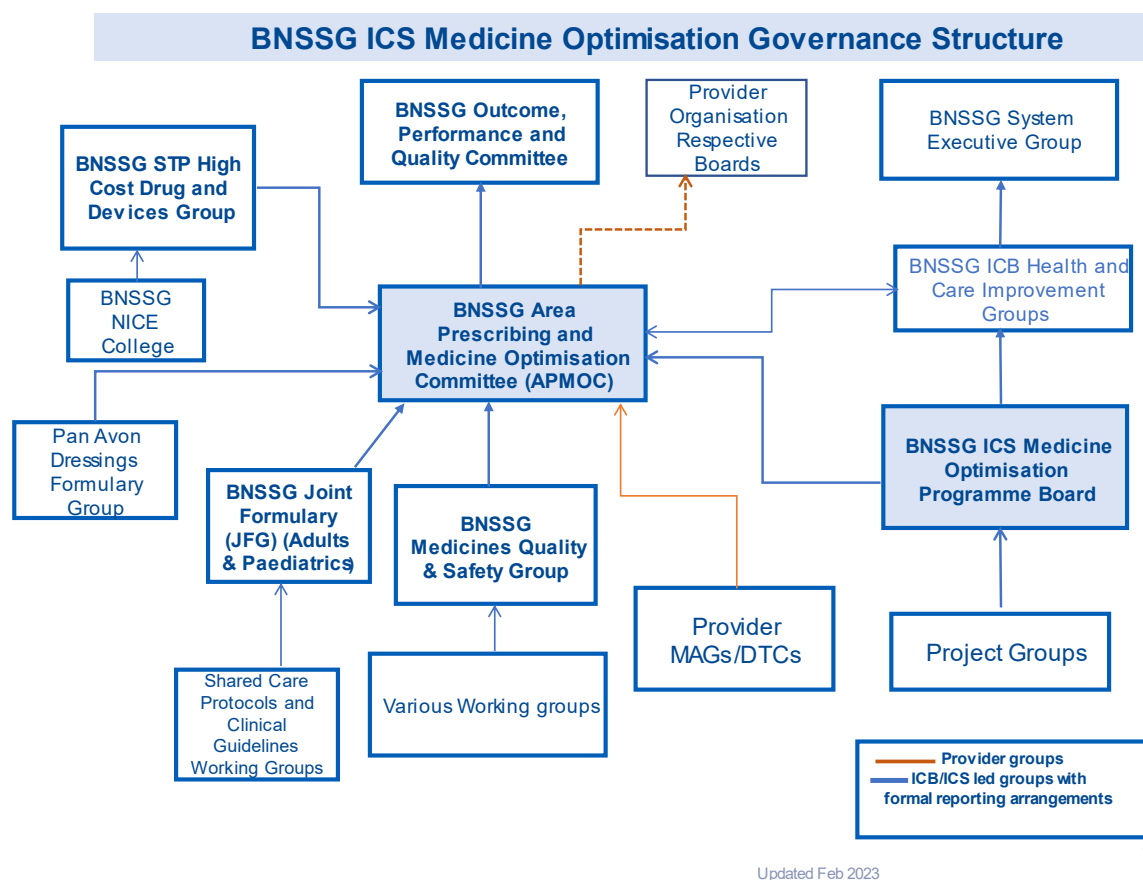 BNSSG ICS Medicine Optimisation Governance Structure
BNSSG STP High
Cost Drug and
Devices Group
BNSSG Outcome,
Performance and
Quality Committee
Provider
Organisation
Respective
Boards
BNSSG System
Executive Group
BNSSG
NICE
College
BNSSG Area
Prescribing and
Medicine Optimisation
Committee (APMOC)
BNSSG ICB Health and
Care Improvement
Groups
Pan Avon
Dressings
Formulary
Group
BNSSG Joint
Formulary
(JFG) (Adults
& Paediatrics)
BNSSG
Medicines Quality
& Safety Group
BNSSG ICS Medicine
Optimisation
Programme Board
Provider
MAGs/DTCs
Project Groups
Shared Care
Protocols and
Clinical
Guidelines
Working Groups
Various Working groups
Provider groups
ICB/ICS led groups with
formal reporting arrangements
Updated Feb 2023